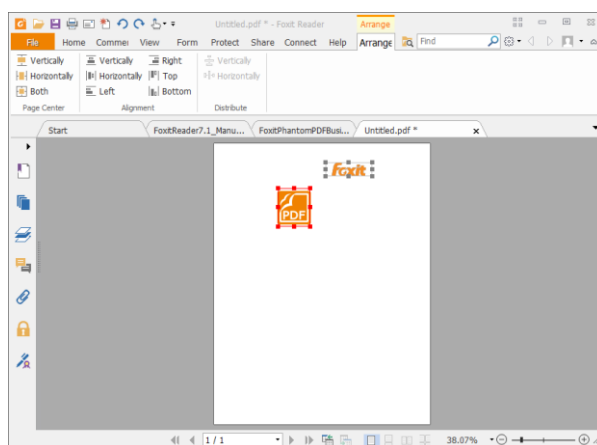 Untitled.pdf * - Foxit Reader
Arrange
File Home Commei View Form Protect Share Connect Help Arrange Find
Vertically Vertically Right Vertically
Horizontally Horizontally Top Horizontally
Both Left Bottom
Page Center Alignment Distribute
Start FoxitReader7.1_Manu... FoxitPhantomPDFBusi... Untitled.pdf * x
Foxit
PDF
1 / 1 38.07%